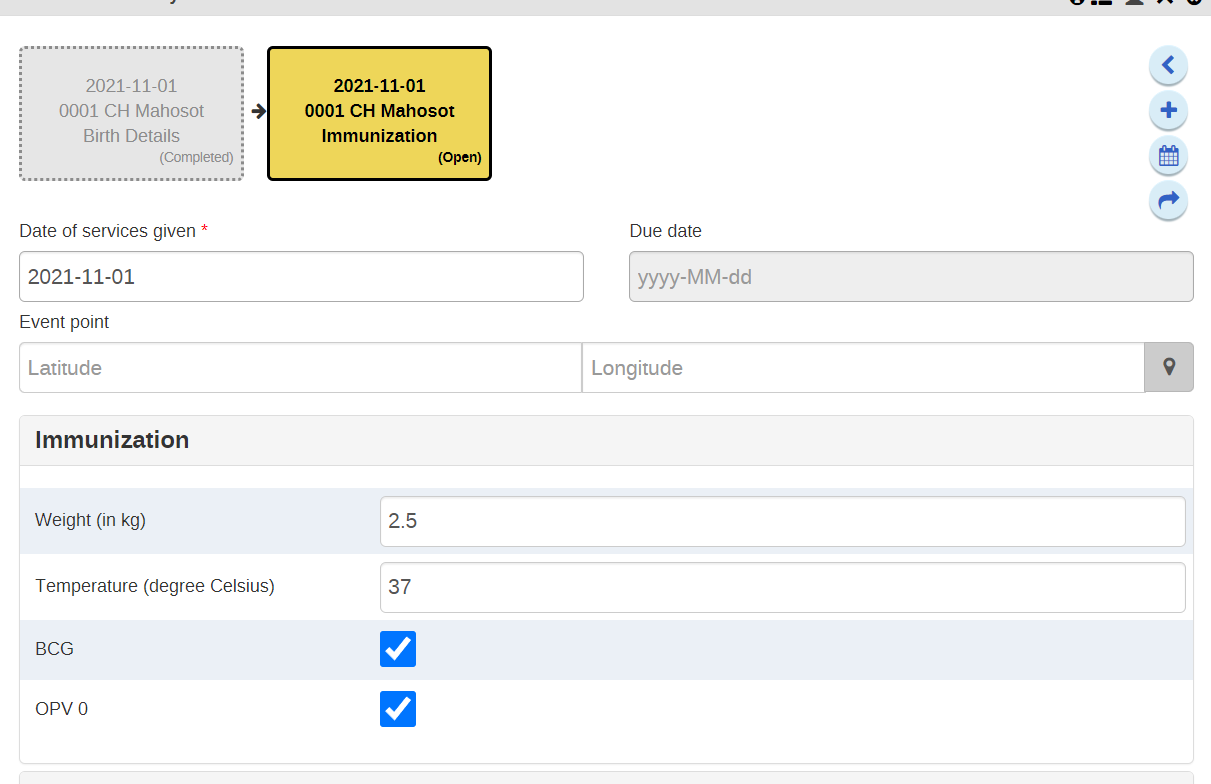 2021-11-01
0001 CH Mahosot
Birth Details
(Completed)
2021-11-01
0001 CH Mahosot
Immunization
(Open)
Date of services given *
Due date
2021-11-01
yyyy-MM-dd
Event point
Latitude
Longitude
Immunization
Weight (in kg)
2.5
Temperature (degree Celsius)
37
BCG
OPV 0